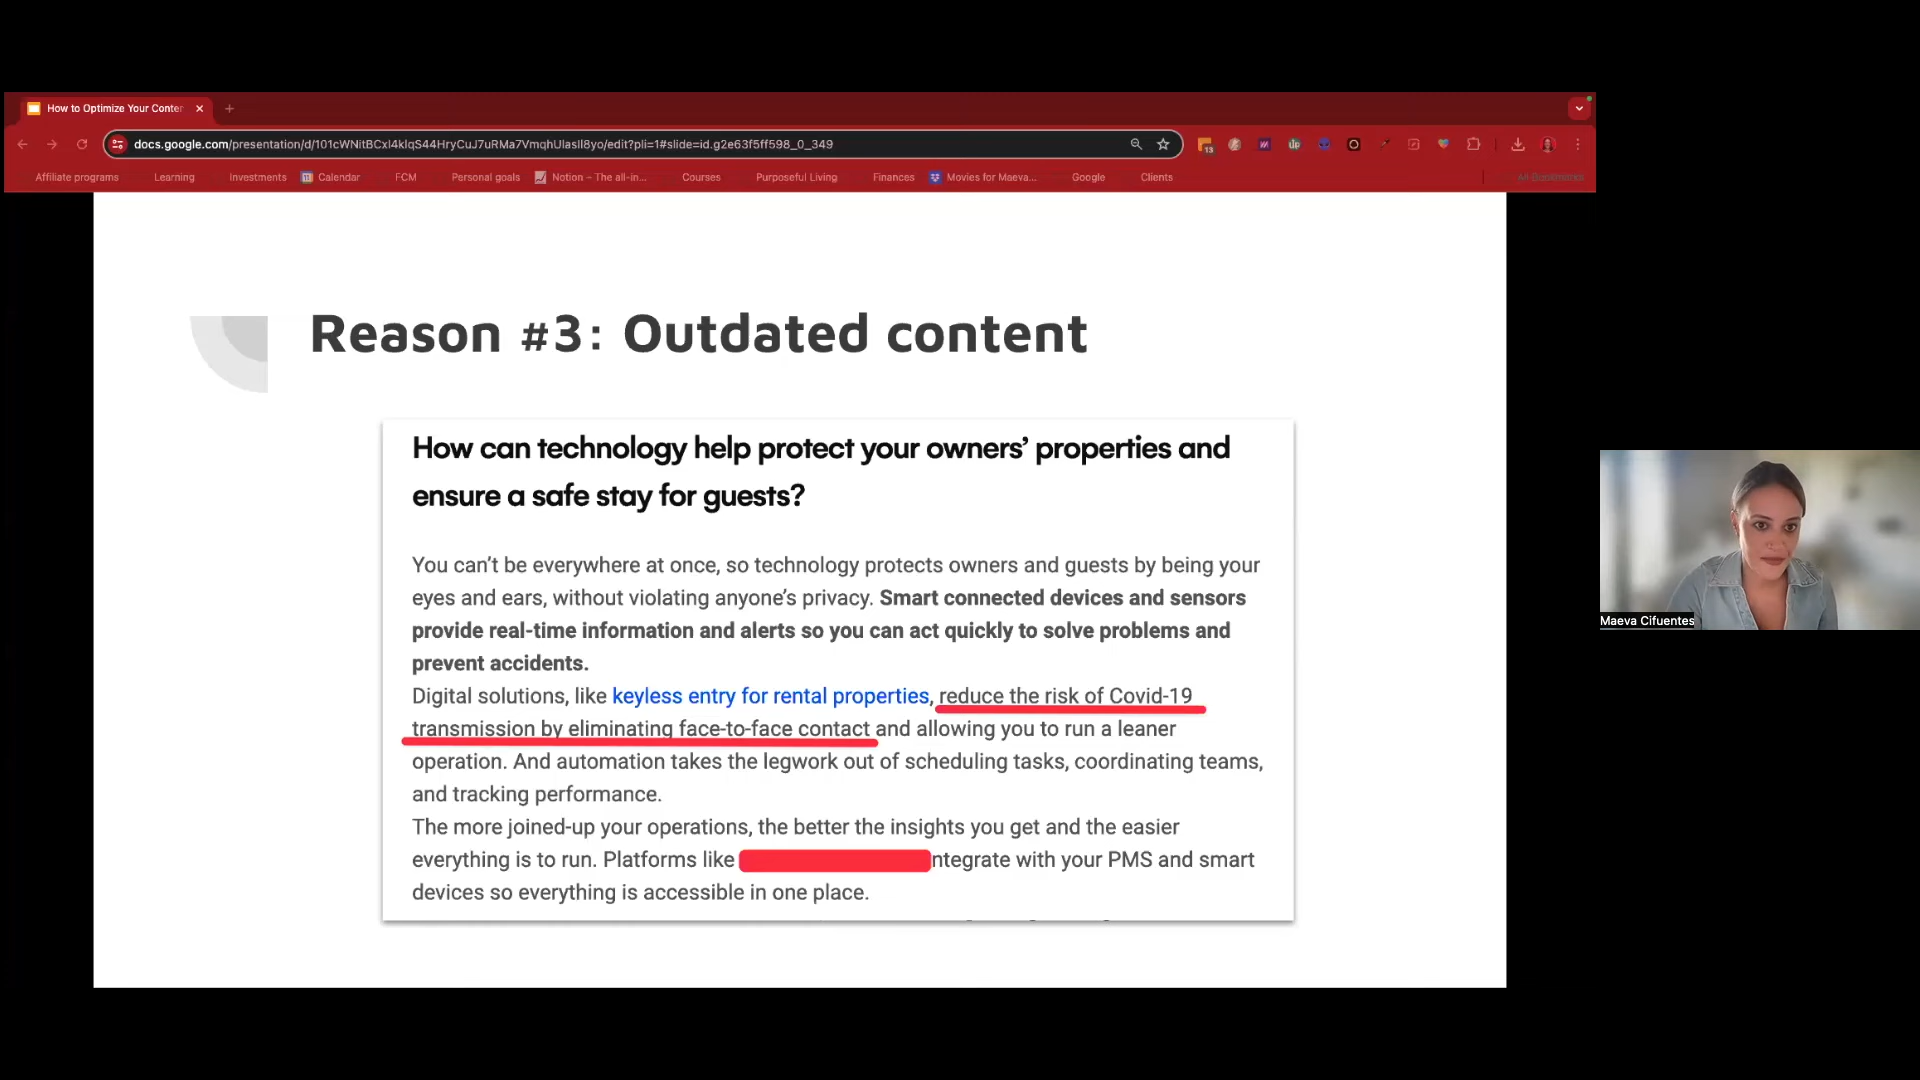 How to Optimize Your Conter
docs.google.com/presentation/d/101cWNitBCxI4kIqS44HryCuJ7uRMa7VmqhUIasII8yo/edit?pli=1#slide=id.g2e63f5ff598_0_349
13
Affiliate programs Learning Investments Calendar FCM Personal goals Notion – The all-in... Courses Purposeful Living Finances Movies for Maeva... Google Clients All Bookmarks
Reason #3: Outdated content
How can technology help protect your owners’ properties and
ensure a safe stay for guests?
You can’t be everywhere at once, so technology protects owners and guests by being your
eyes and ears, without violating anyone’s privacy. Smart connected devices and sensors
provide real-time information and alerts so you can act quickly to solve problems and
prevent accidents.
Digital solutions, like keyless entry for rental properties, reduce the risk of Covid-19
transmission by eliminating face-to-face contact and allowing you to run a leaner
operation. And automation takes the legwork out of scheduling tasks, coordinating teams,
and tracking performance.
The more joined-up your operations, the better the insights you get and the easier
everything is to run. Platforms like ntegrate with your PMS and smart
devices so everything is accessible in one place.
Maeva Cifuentes